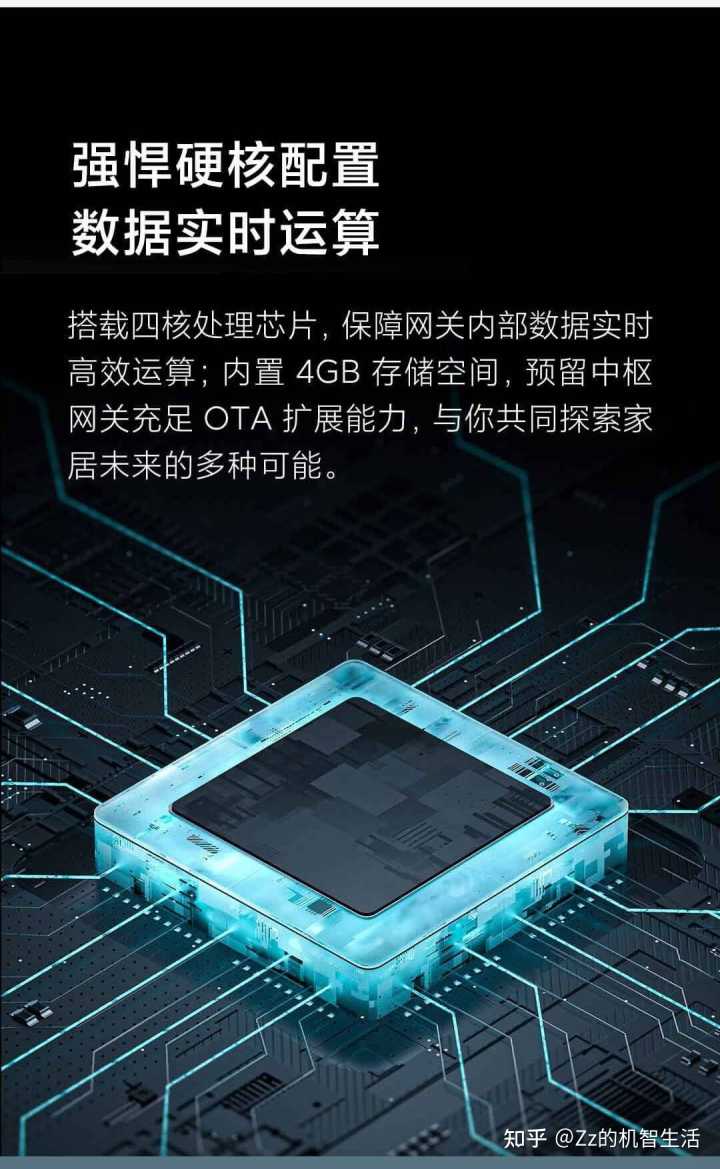 强悍硬核配置
数据实时运算
搭载四核处理芯片，保障网关内部数据实时
高效运算；内置 4GB 存储空间，预留中枢
网关充足 OTA 扩展能力，与你共同探索家
居未来的多种可能。
知乎 @Zz的机智生活